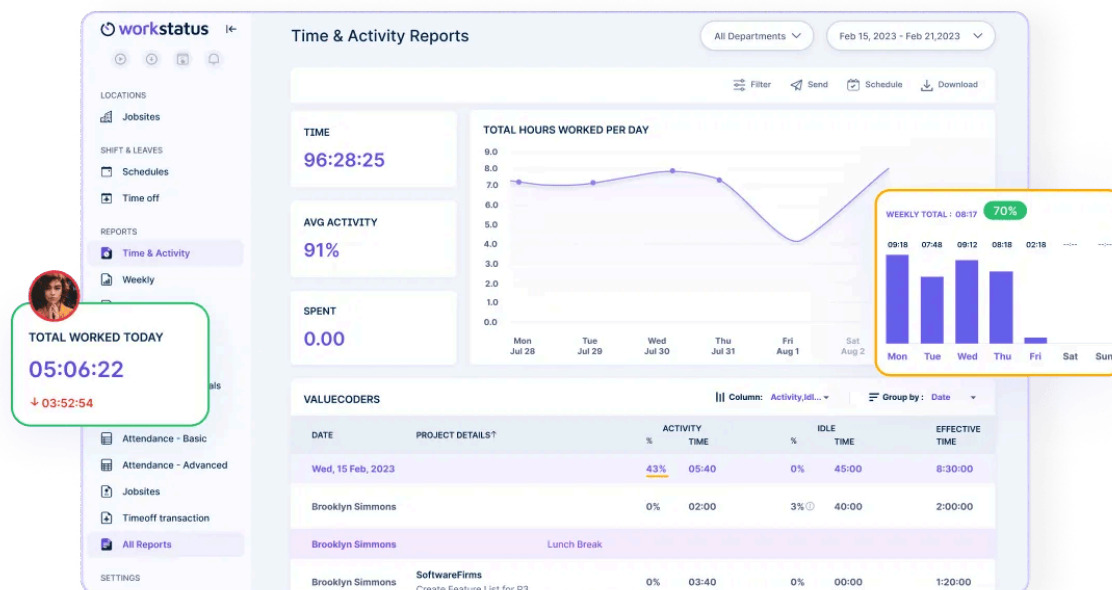 workstatus
Time & Activity Reports
All Departments
Feb 15, 2023 - Feb 21,2023
LOCATIONS
Jobsites
SHIFT & LEAVES
Schedules
Time off
REPORTS
Time & Activity
Weekly
TOTAL WORKED TODAY
05:06:22
03:52:54
als
Attendance - Basic
Attendance - Advanced
Jobsites
Timeoff transaction
All Reports
SETTINGS
Filter
Send
Schedule
Download
TIME
96:28:25
AVG ACTIVITY
91%
SPENT
0.00
TOTAL HOURS WORKED PER DAY
9.0
8.0
7.0
6.0
5.0
4.0
3.0
2.0
1.0
0.0
Mon Tue Wed Thu Fri Sat
Jul 28 Jul 29 Jul 30 Jul 31 Aug 1 Aug 2
WEEKLY TOTAL : 08:17 70%
09:18 07:48 09:12 08:18 02:18 --:-- --:--
Mon Tue Wed Thu Fri Sat Sun
VALUECODERS
Column: Activity,Idl...
Group by : Date
ACTIVITY IDLE EFFECTIVE
DATE PROJECT DETAILS↑ % TIME % TIME TIME
Wed, 15 Feb, 2023 43% 05:40 0% 45:00 8:30:00
Brooklyn Simmons 0% 02:00 3% 40:00 2:00:00
Brooklyn Simmons Lunch Break
SoftwareFirms
Brooklyn Simmons 0% 03:40 0% 00:00 1:20:00
Create Feature List for P3